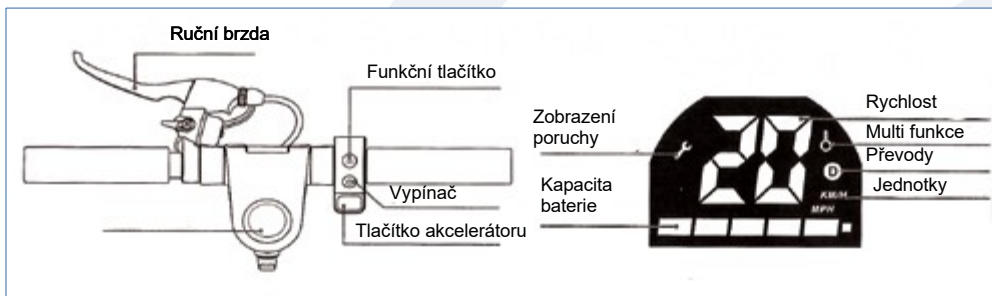 Ruční brzda
Funkční tlačítko
Vypínač
Tlačítko akcelerátoru
Zobrazení
poruchy
Kapacita
baterie
20
D
KM/H
MPH
Rychlost
Multi funkce
Převody
Jednotky